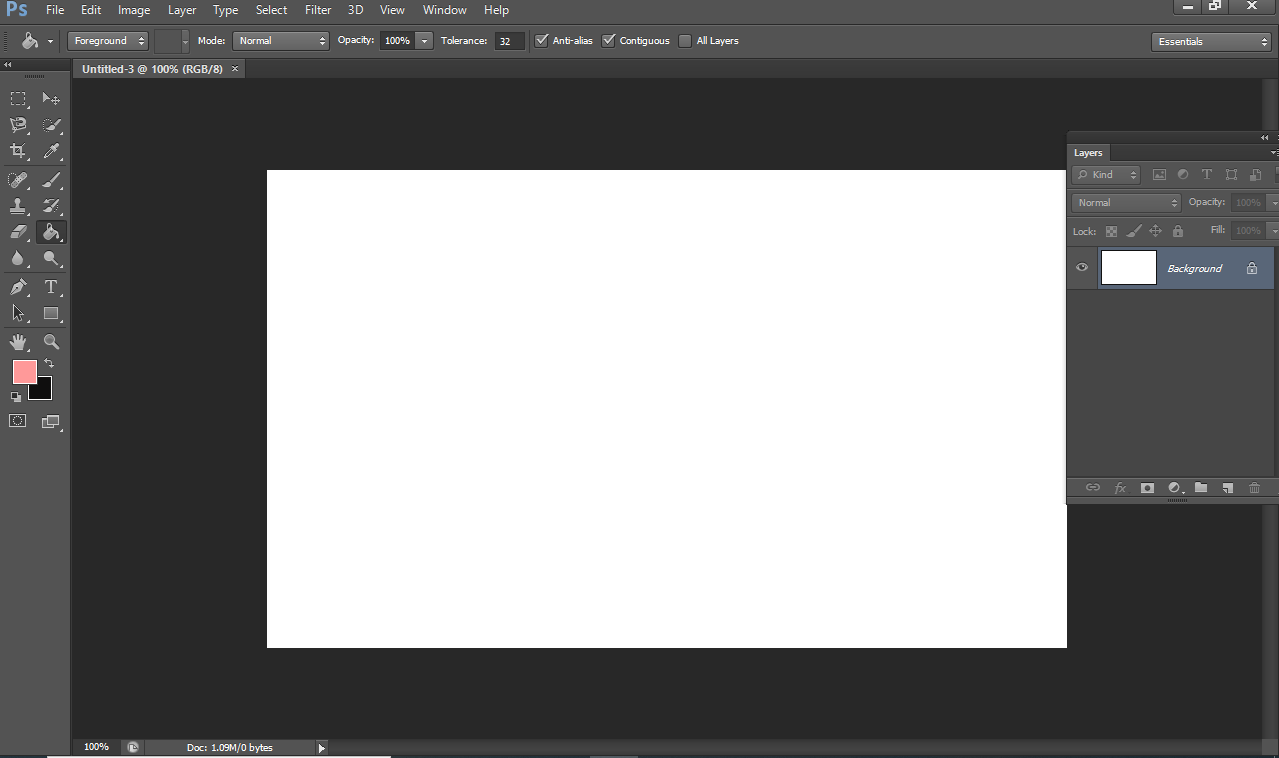 Ps File Edit Image Layer Type Select Filter 3D View Window Help
Foreground Mode: Normal Opacity: 100% Tolerance: 32 Anti-alias Contiguous All Layers Essentials
Untitled-3 @ 100% (RGB/8) ×
Layers
Kind T
Normal Opacity: 100%
Lock: Fill: 100%
Background
T
fx
100% Doc: 1.09M/0 bytes